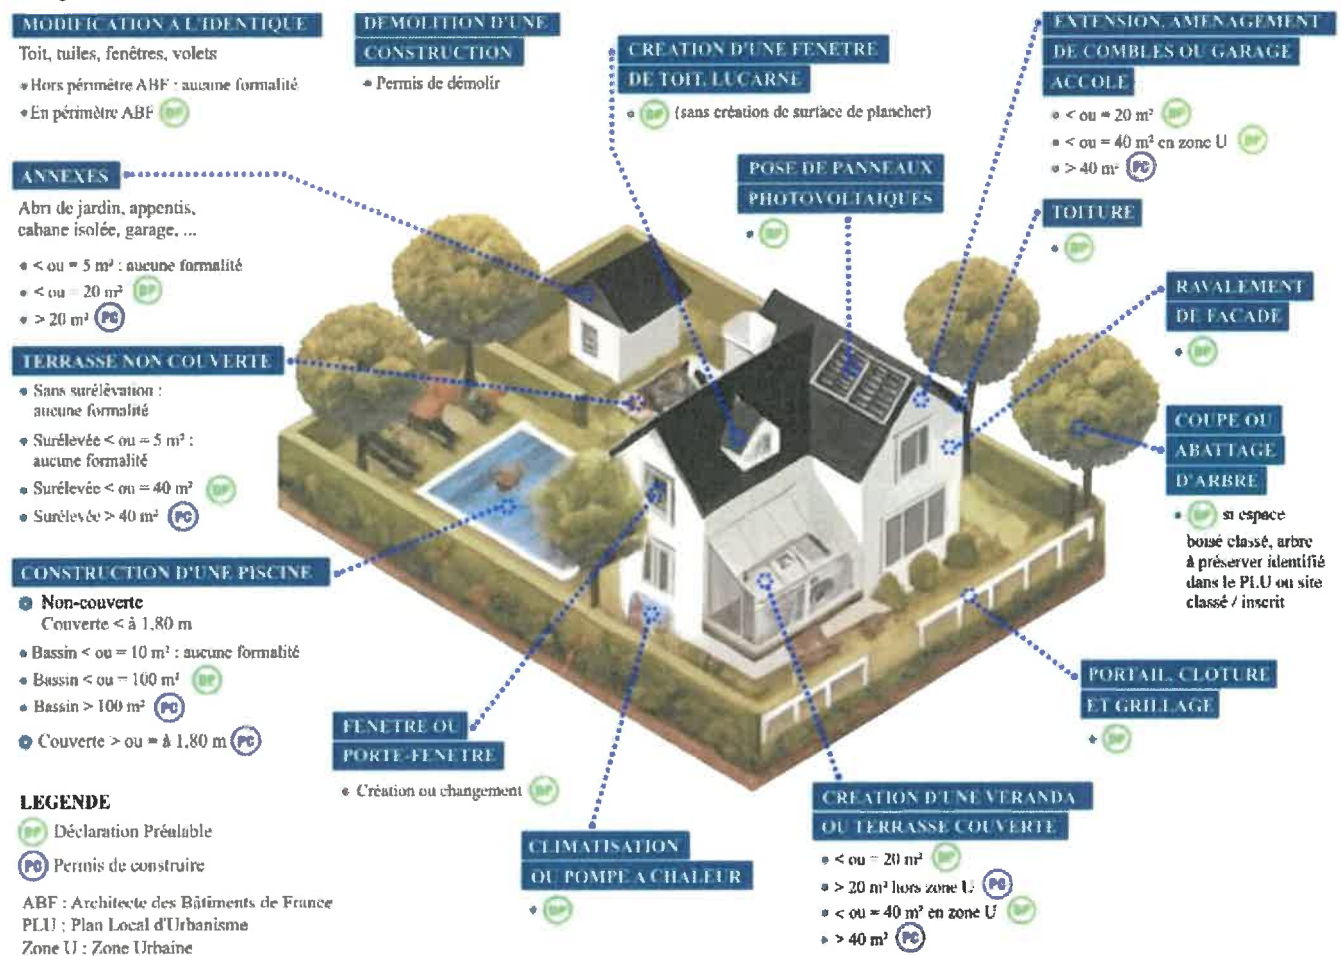 MODIFICATION A L'IDENTIQUE
Toit, tuiles, fenêtres, volets
• Hors périmètre ABF : aucune formalité
• En périmètre ABF DP
DEMOLITION D'UNE
CONSTRUCTION
• Permis de démolir
CREATION D'UNE FENETRE
DE TOIT, LUCARNE
• DP (sans création de surface de plancher)
EXTENSION, AMENAGEMENT
DE COMBLES OU GARAGE
ACCOLE
• < ou = 20 m² DP
• < ou = 40 m² en zone U DP
• > 40 m² PC
ANNEXES
Abri de jardin, appentis,
cabane isolée, garage, ...
• < ou = 5 m² : aucune formalité
• < ou = 20 m² DP
• > 20 m² PC
POSE DE PANNEAUX
PHOTOVOLTAIQUES
• DP
TOITURE
• DP
RAVALEMENT
DE FACADE
• DP
TERRASSE NON COUVERTE
• Sans surélèvation :
aucune formalité
• Surélevée < ou = 5 m² :
aucune formalité
• Surélevée < ou = 40 m² DP
• Surélevée > 40 m² PC
COUPE OU
ABATTAGE
D'ARBRE
• DP si espace
boisé classé, arbre
à préserver identifié
dans le PLU ou site
classé / inscrit
CONSTRUCTION D'UNE PISCINE
Non-couverte
Couverte < à 1,80 m
• Bassin < ou = 10 m² : aucune formalité
• Bassin < ou = 100 m² DP
• Bassin > 100 m² PC
Couverte > ou = à 1,80 m PC
PORTAIL, CLOTURE
ET GRILLAGE
• DP
FENETRE OU
PORTE-FENETRE
• Création ou changement DP
CLIMATISATION
OU POMPE A CHALEUR
• DP
CREATION D'UNE VERANDA
OU TERRASSE COUVERTE
• < ou = 20 m² DP
• > 20 m² hors zone U PC
• < ou = 40 m² en zone U DP
• > 40 m² PC
LEGENDE
DP Déclaration Préalable
PC Permis de construire
ABF : Architecte des Bâtiments de France
PLU : Plan Local d'Urbanisme
Zone U : Zone Urbaine